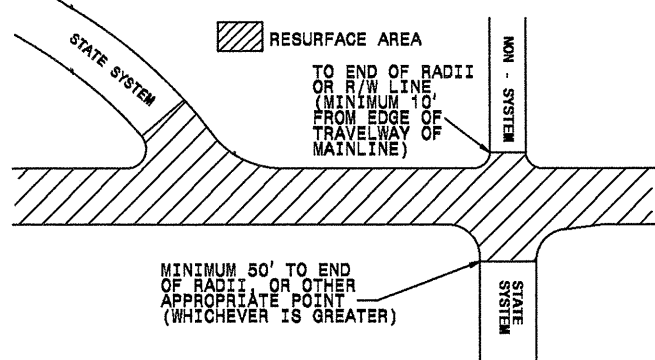 STATE SYSTEM
RESURFACE AREA
TO END OF RADII
OR R/W LINE
(MINIMUM 10'
FROM EDGE OF
TRAVELWAY OF
MAINLINE)
NON - SYSTEM
MINIMUM 50' TO END
OF RADII, OR OTHER
APPROPRIATE POINT
(WHICHEVER IS GREATER)
STATE
SYSTEM